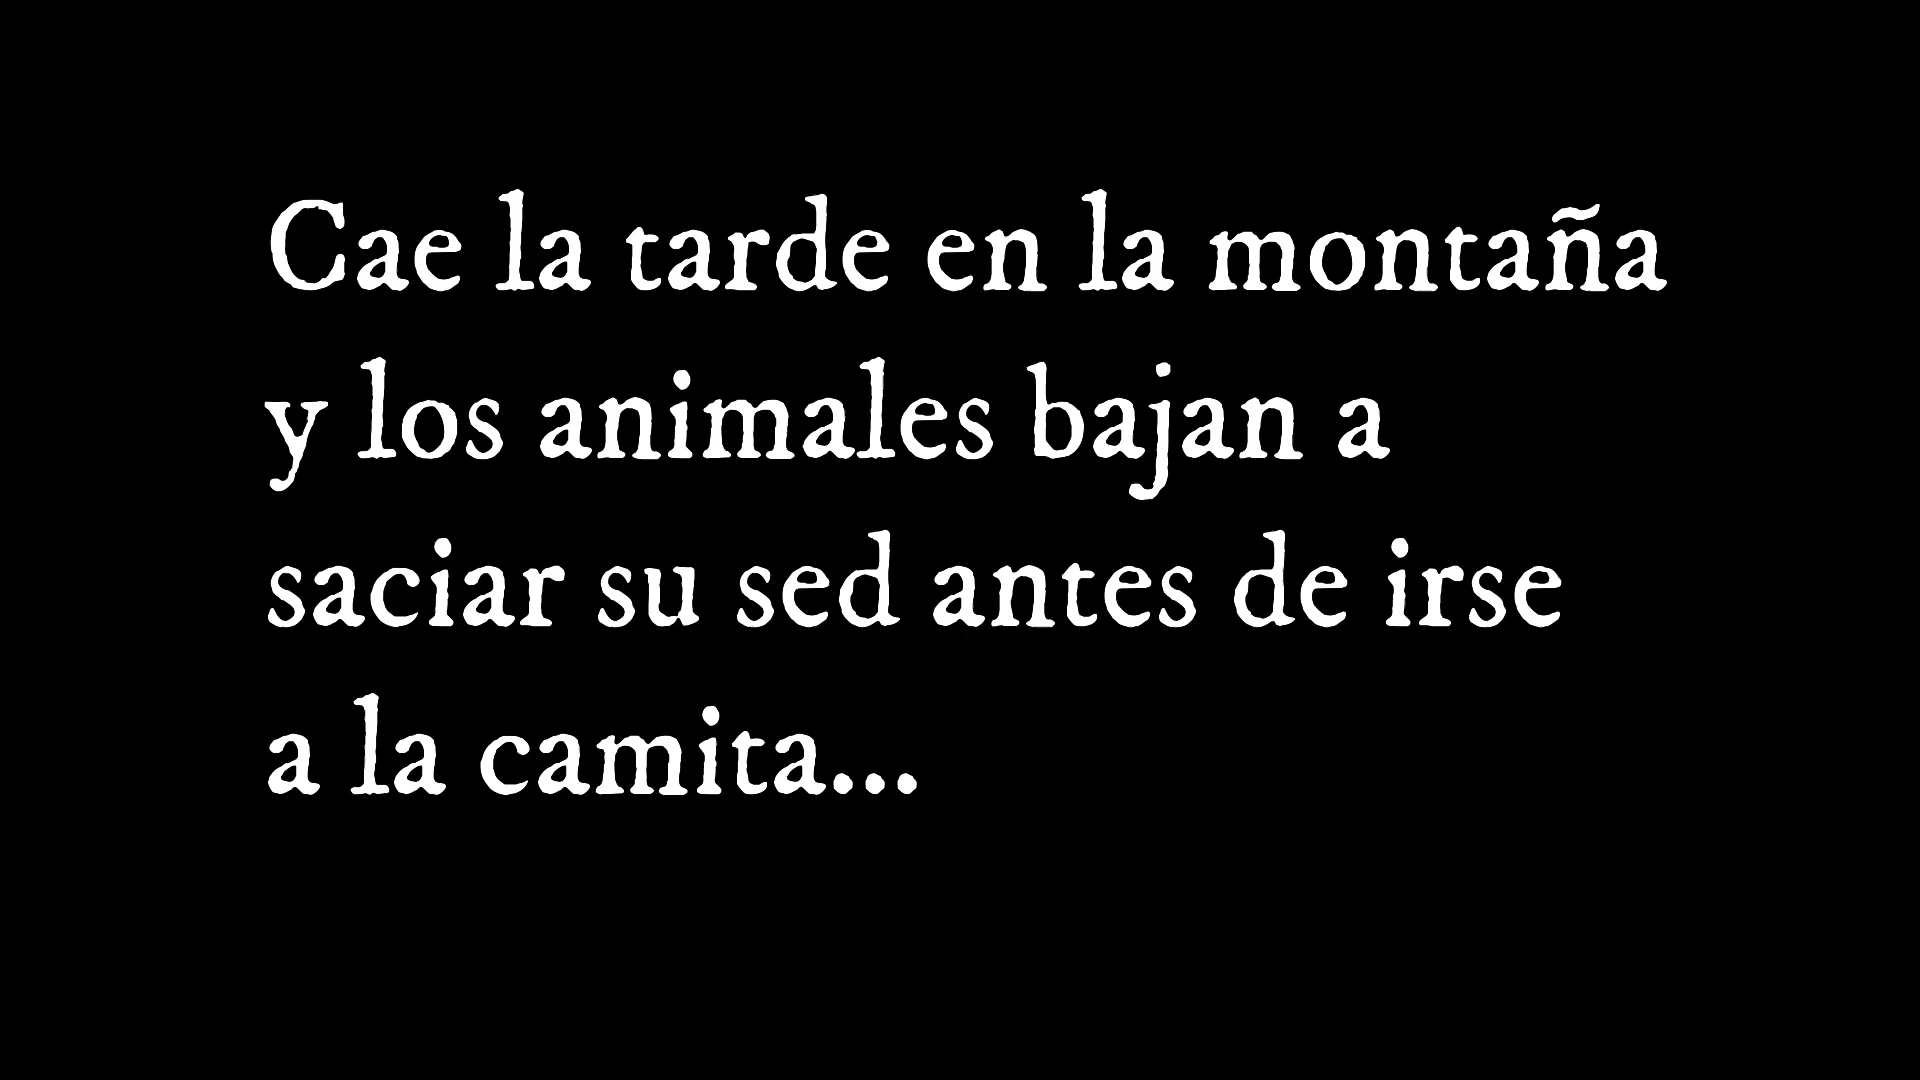 Cae la tarde en la montaña
y los animales bajan a
saciar su sed antes de irse
a la camita...